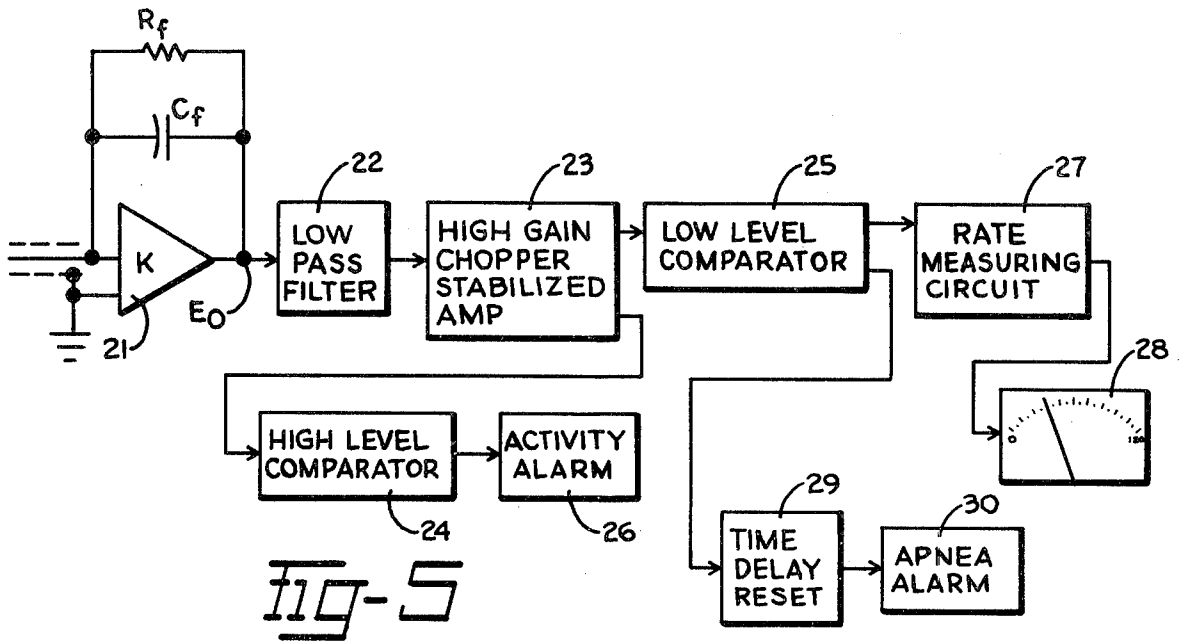 Rf
Cf
K
21
EO
22
LOW
PASS
FILTER
23
HIGH GAIN
CHOPPER
STABILIZED
AMP
25
LOW LEVEL
COMPARATOR
27
RATE
MEASURING
CIRCUIT
28
0
120
HIGH LEVEL
COMPARATOR
24
ACTIVITY
ALARM
26
29
TIME
DELAY
RESET
30
APNEA
ALARM
Fig-5